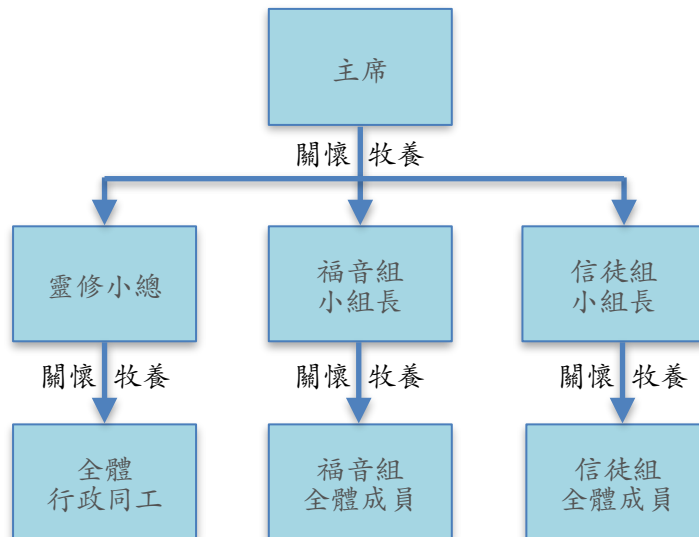 主席
關懷 牧養
靈修小總
福音組
小組長
信徒組
小組長
關懷 牧養
關懷 牧養
關懷 牧養
全體
行政同工
福音組
全體成員
信徒組
全體成員